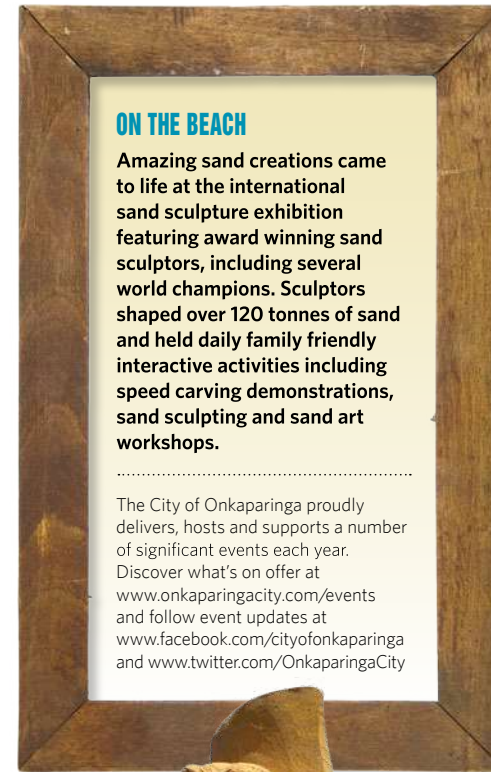 ON THE BEACH
Amazing sand creations came
to life at the international
sand sculpture exhibition
featuring award winning sand
sculptors, including several
world champions. Sculptors
shaped over 120 tonnes of sand
and held daily family friendly
interactive activities including
speed carving demonstrations,
sand sculpting and sand art
workshops.
The City of Onkaparinga proudly
delivers, hosts and supports a number
of significant events each year.
Discover what's on offer at
www.onkaparingacity.com/events
and follow event updates at
www.facebook.com/cityofonkaparinga
and www.twitter.com/OnkaparingaCity